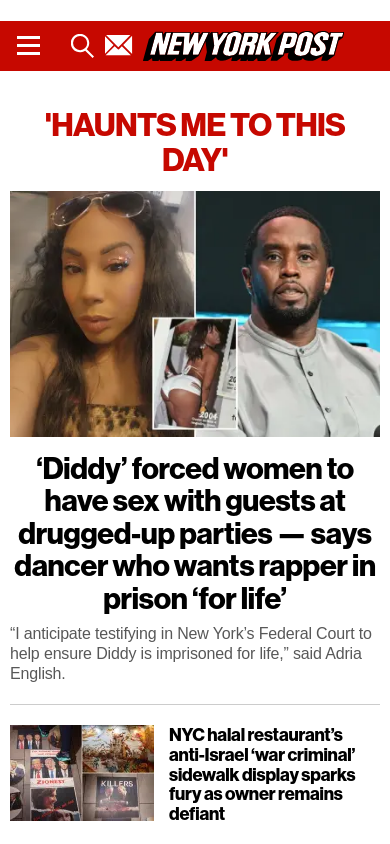 NEW YORK POST
'HAUNTS ME TO THIS
DAY'
2004
‘Diddy’ forced women to
have sex with guests at
drugged-up parties — says
dancer who wants rapper in
prison ‘for life’
“I anticipate testifying in New York’s Federal Court to
help ensure Diddy is imprisoned for life,” said Adria
English.
NYC halal restaurant’s
anti-Israel ‘war criminal’
sidewalk display sparks
fury as owner remains
defiant
ZIONIST
KILLERS